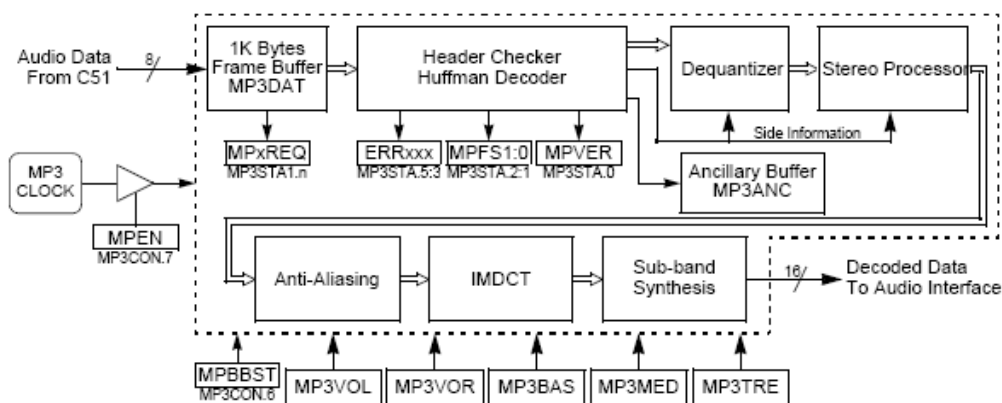 Audio Data
From C51
8
1K Bytes
Frame Buffer
MP3DAT
Header Checker
Huffman Decoder
Dequantizer
Stereo Processor
Side Information
MPxREQ
MP3STA1.n
ERRxxx
MP3STA.5:3
MPFS1:0
MP3STA.2:1
MPVER
MP3STA.0
Ancillary Buffer
MP3ANC
MP3
CLOCK
MPEN
MP3CON.7
Anti-Aliasing
IMDCT
Sub-band
Synthesis
16
Decoded Data
To Audio Interface
MPBBST
MP3CON.6
MP3VOL
MP3VOR
MP3BAS
MP3MED
MP3TRE